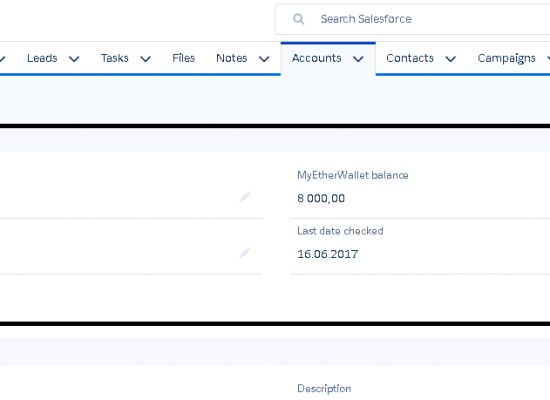 Search Salesforce
Leads Tasks Files Notes Accounts Contacts Campaigns
MyEtherWallet balance
8 000,00
Last date checked
16.06.2017
Description